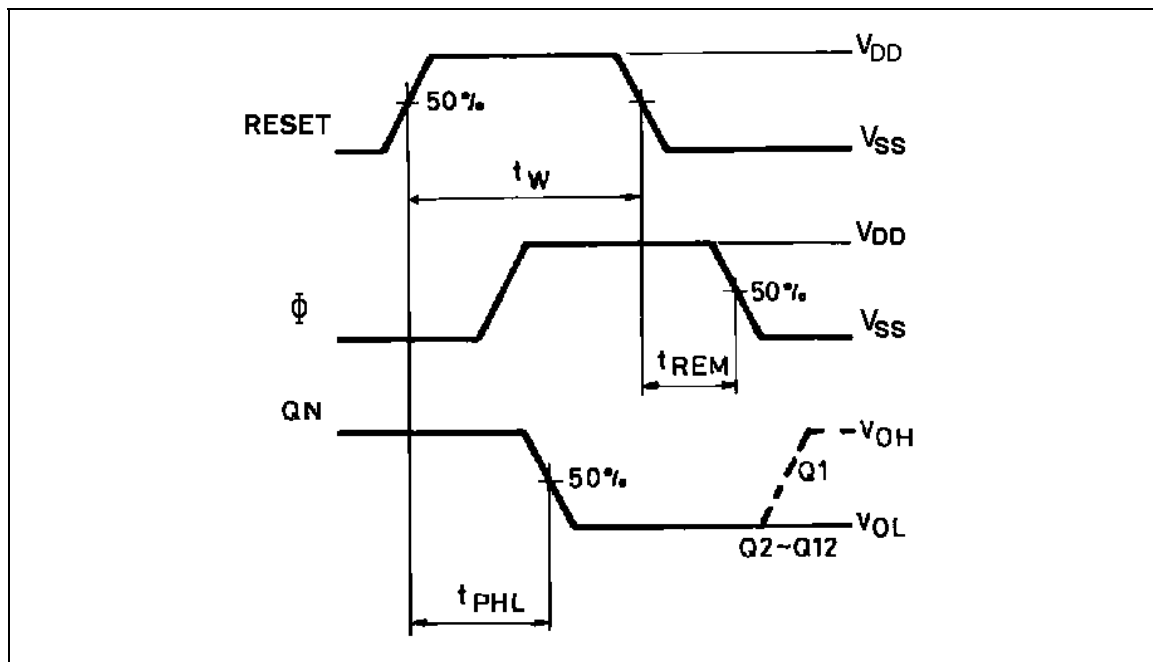 VDD
50%
RESET
VSS
tW
VDD
50%
Φ
VSS
tREM
QN
VOH
Q1
50%
VOL
Q2~Q12
tPHL